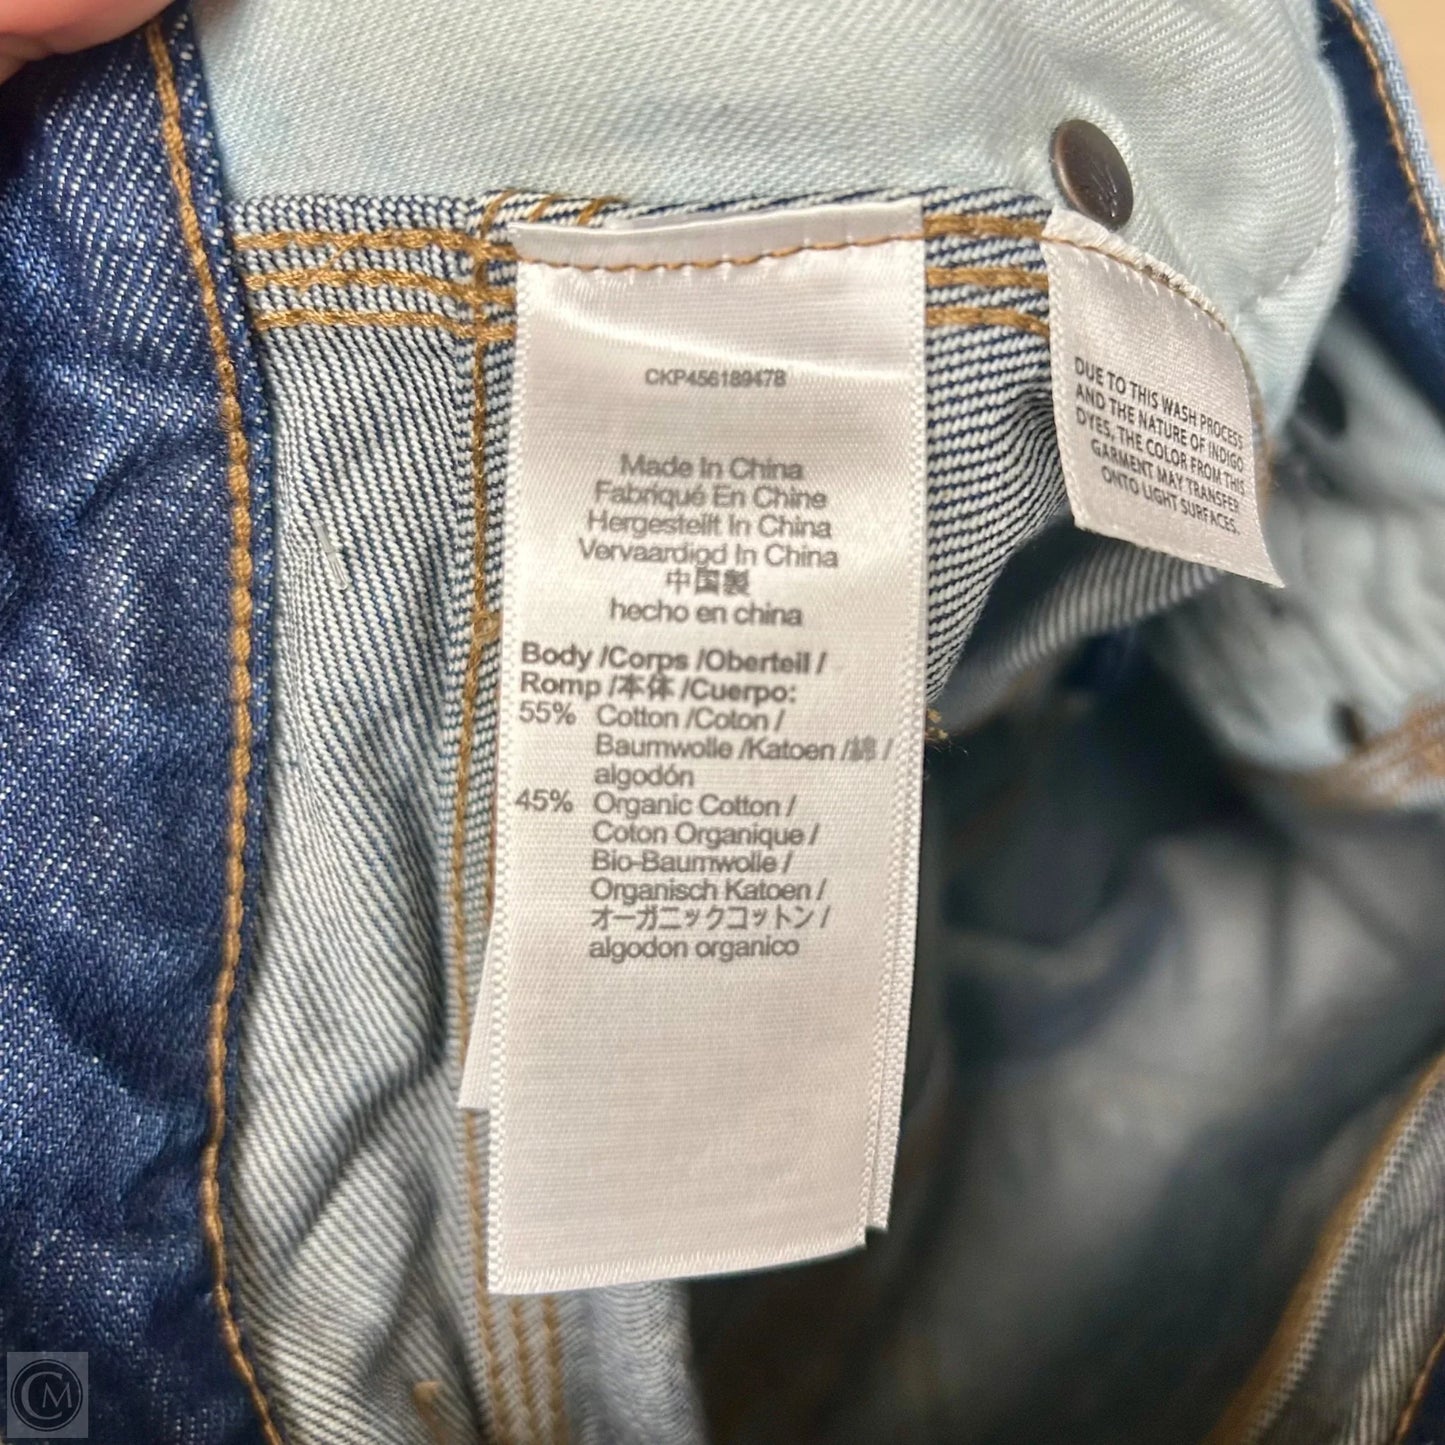 CKP456189478
Made In China
Fabriqué En Chine
Hergestellt In China
Vervaardigd In China
中国製
hecho en china
Body /Corps /Oberteil /
Romp /本体 /Cuerpo:
55% Cotton /Coton /
Baumwolle /Katoen /綿 /
algodón
45% Organic Cotton /
Coton Organique /
Bio-Baumwolle /
Organisch Katoen /
オーガニックコットン /
algodon organico
DUE TO THIS WASH PROCESS
AND THE NATURE OF INDIGO
DYES, THE COLOR FROM THIS
GARMENT MAY TRANSFER
ONTO LIGHT SURFACES.
CM